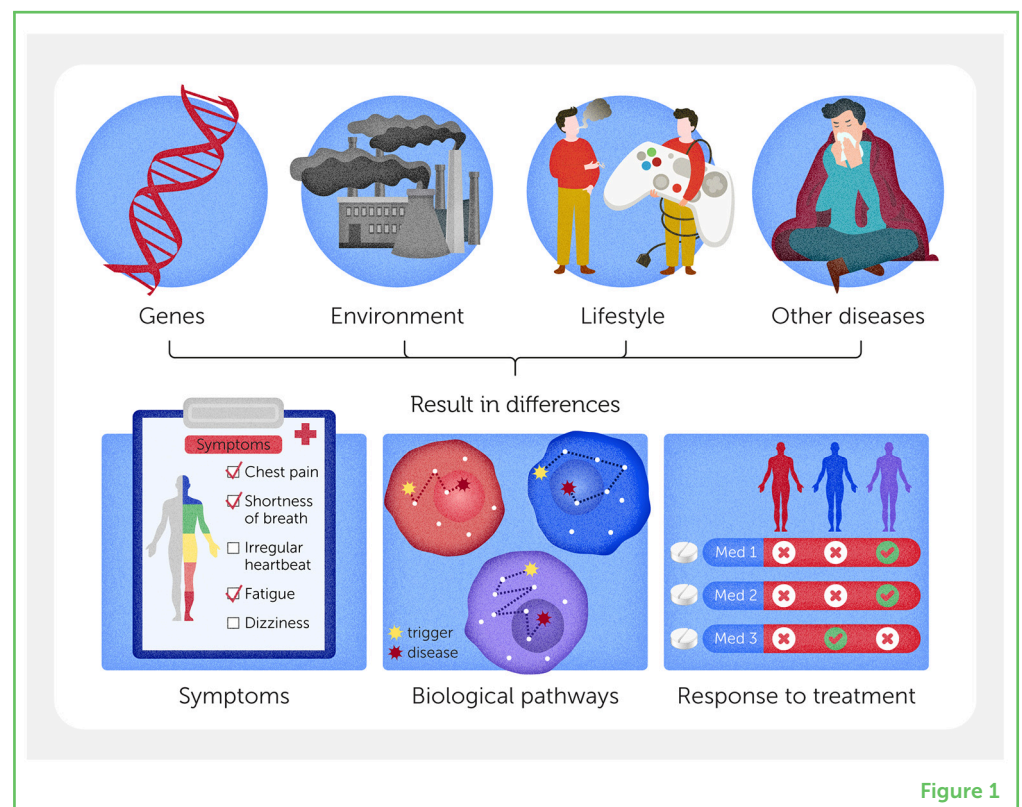 Genes
Environment
Lifestyle
Other diseases
Result in differences
Symptoms
Chest pain
Shortness
of breath
Irregular
heartbeat
Fatigue
Dizziness
trigger
disease
Med 1
Med 2
Med 3
Symptoms
Biological pathways
Response to treatment
Figure 1